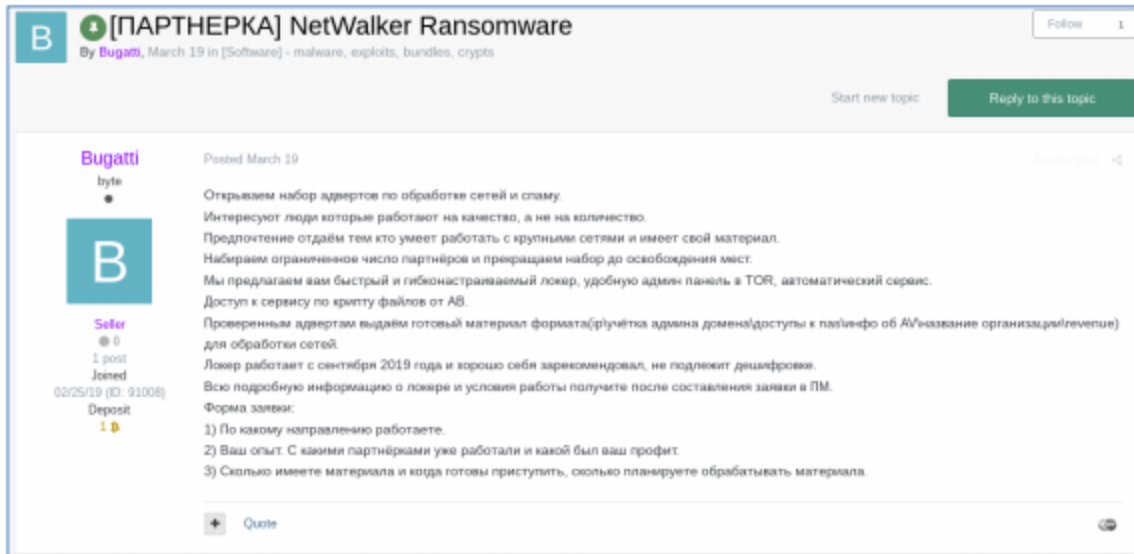 B
[ПАРТНЕРКА] NetWalker Ransomware
By Bugatti, March 19 in [Software] - malware, exploits, bundles, crypts
Follow 1
Start new topic
Reply to this topic
Bugatti
byte
B
Seller
0
1 post
Joined
02/25/19 (ID: 91008)
Deposit
1 ₿
Posted March 19
Открываем набор адвертов по обработке сетей и спаму.
Интересуют люди которые работают на качество, а не на количество.
Предпочтение отдаём тем кто умеет работать с крупными сетями и имеет свой материал.
Набираем ограниченное число партнёров и прекращаем набор до освобождения мест.
Мы предлагаем вам быстрый и гибконастраиваемый локер, удобную админ панель в TOR, автоматический сервис.
Доступ к сервису по крипту файлов от АВ.
Проверенным адвертам выдаём готовый материал формата(ip\учётка админа домена\доступы к nas\инфо об AV\название организации\revenue)
для обработки сетей.
Локер работает с сентября 2019 года и хорошо себя зарекомендовал, не подлежит дешифровке.
Всю подробную информацию о локере и условия работы получите после составления заявки в ПМ.
Форма заявки:
1) По какому направлению работаете.
2) Ваш опыт. С какими партнёрками уже работали и какой был ваш профит.
3) Сколько имеете материала и когда готовы приступить, сколько планируете обрабатывать материала.
+ Quote